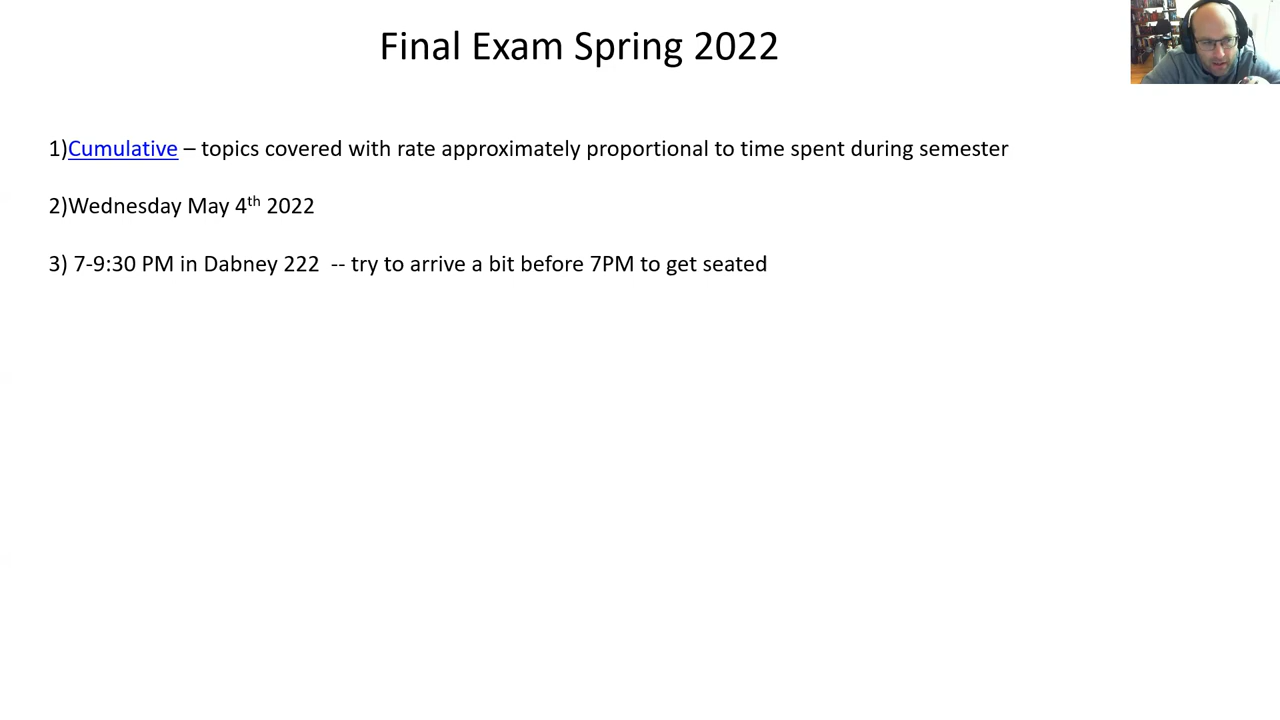 Final Exam Spring 2022
1)Cumulative – topics covered with rate approximately proportional to time spent during semester
2)Wednesday May 4th 2022
3) 7-9:30 PM in Dabney 222  -- try to arrive a bit before 7PM to get seated